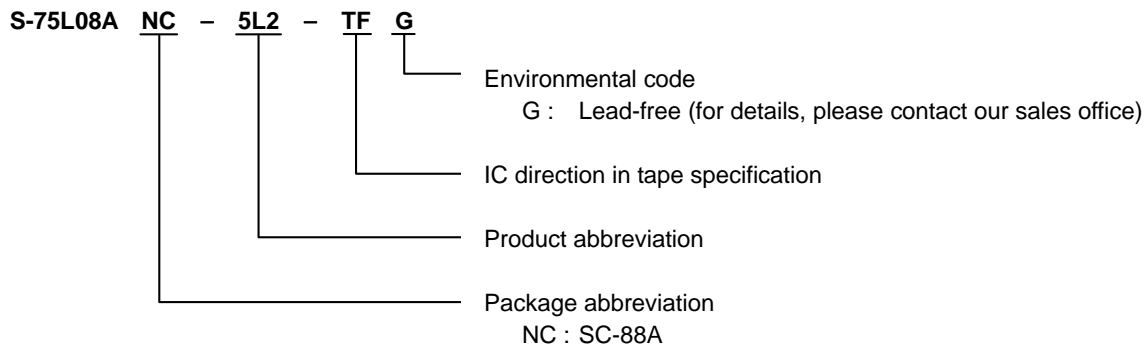 S-75L08A NC – 5L2 – TF G
Environmental code
G : Lead-free (for details, please contact our sales office)
IC direction in tape specification
Product abbreviation
Package abbreviation
NC : SC-88A